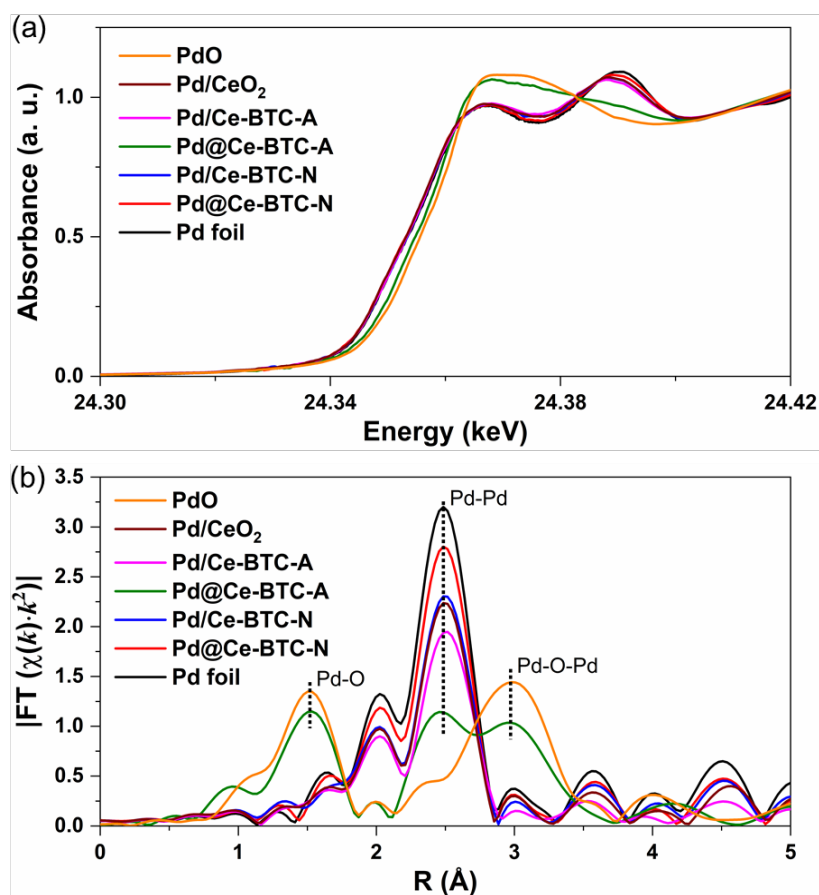 (a)
PdO
Pd/CeO₂
Pd/Ce-BTC-A
Pd@Ce-BTC-A
Pd/Ce-BTC-N
Pd@Ce-BTC-N
Pd foil
1.0
0.5
0.0
Absorbance (a. u.)
24.30 24.34 24.38 24.42
Energy (keV)
(b)
3.5
3.0
2.5
2.0
1.5
1.0
0.5
0.0
|FT (χ(k)·k²)|
PdO
Pd/CeO₂
Pd/Ce-BTC-A
Pd@Ce-BTC-A
Pd/Ce-BTC-N
Pd@Ce-BTC-N
Pd foil
Pd-Pd
Pd-O
Pd-O-Pd
0 1 2 3 4 5
R (Å)